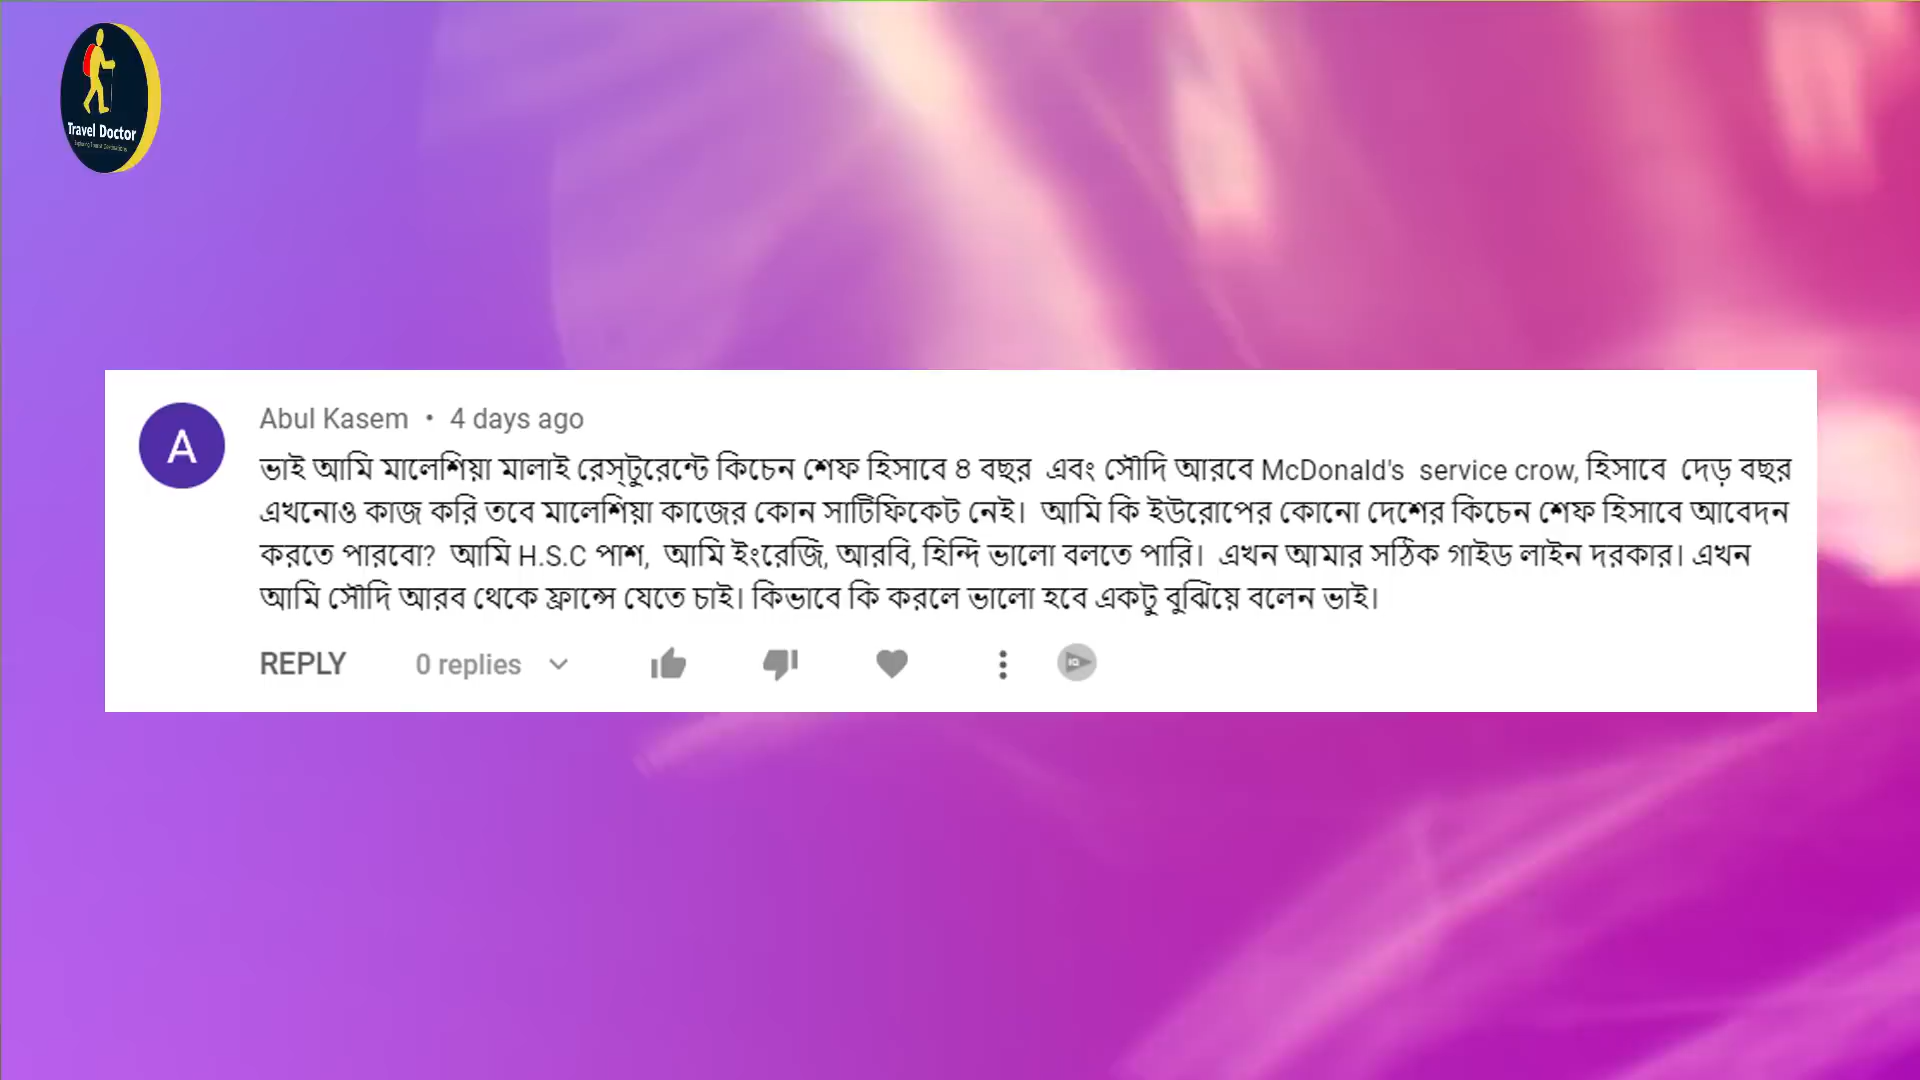 Travel Doctor
A
Abul Kasem • 4 days ago
ভাই আমি মালেশিয়া মালাই রেস্‌টুরেন্টে কিচেন শেফ হিসাবে ৪ বছর এবং সৌদি আরবে McDonald's service crow, হিসাবে দেড় বছর
এখনোও কাজ করি তবে মালেশিয়া কাজের কোন সার্টিফিকেট নেই। আমি কি ইউরোপের কোনো দেশের কিচেন শেফ হিসাবে আবেদন
করতে পারবো? আমি H.S.C পাশ, আমি ইংরেজি, আরবি, হিন্দি ভালো বলতে পারি। এখন আমার সঠিক গাইড লাইন দরকার। এখন
আমি সৌদি আরব থেকে ফ্রান্সে যেতে চাই। কিভাবে কি করলে ভালো হবে একটু বুঝিয়ে বলেন ভাই।
REPLY 0 replies